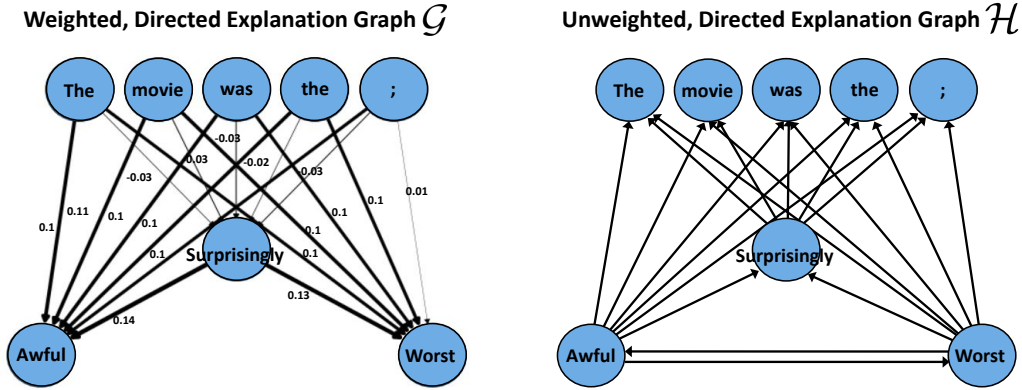 Weighted, Directed Explanation Graph 𝒢
The movie was the ;
-0.03
0.03 -0.02
-0.03 -0.03
0.01
0.11 0.1 0.1 0.1
0.1 0.1 0.1
0.1 0.1
Surprisingly
0.13
0.14
Awful Worst
Unweighted, Directed Explanation Graph ℋ
The movie was the ;
Surprisingly
Awful Worst